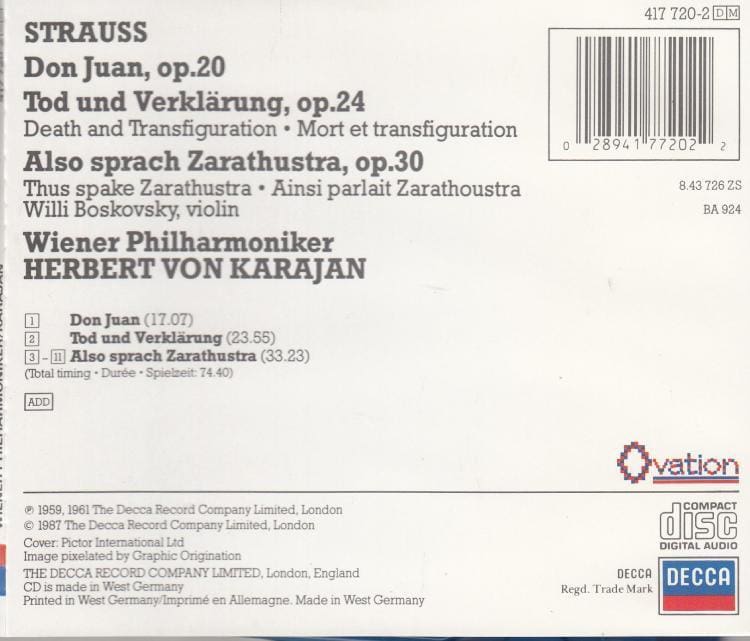 417 720-2 DM
STRAUSS
Don Juan, op.20
Tod und Verklärung, op.24
Death and Transfiguration • Mort et transfiguration
Also sprach Zarathustra, op.30
Thus spake Zarathustra • Ainsi parlait Zarathoustra
Willi Boskovsky, violin
Wiener Philharmoniker
HERBERT VON KARAJAN
0 28941 77202 2
8.43 726 ZS
BA 924
1 Don Juan (17.07)
2 Tod und Verklärung (23.55)
3 - 11 Also sprach Zarathustra (33.23)
(Total timing • Durée • Spielzeit: 74.40)
ADD
Ovation
℗ 1959, 1961 The Decca Record Company Limited, London
© 1987 The Decca Record Company Limited, London
Cover: Pictor International Ltd
Image pixelated by Graphic Origination
THE DECCA RECORD COMPANY LIMITED, London, England
CD is made in West Germany
Printed in West Germany/Imprimé en Allemagne. Made in West Germany
COMPACT
disc
DIGITAL AUDIO
DECCA
Regd. Trade Mark
DECCA